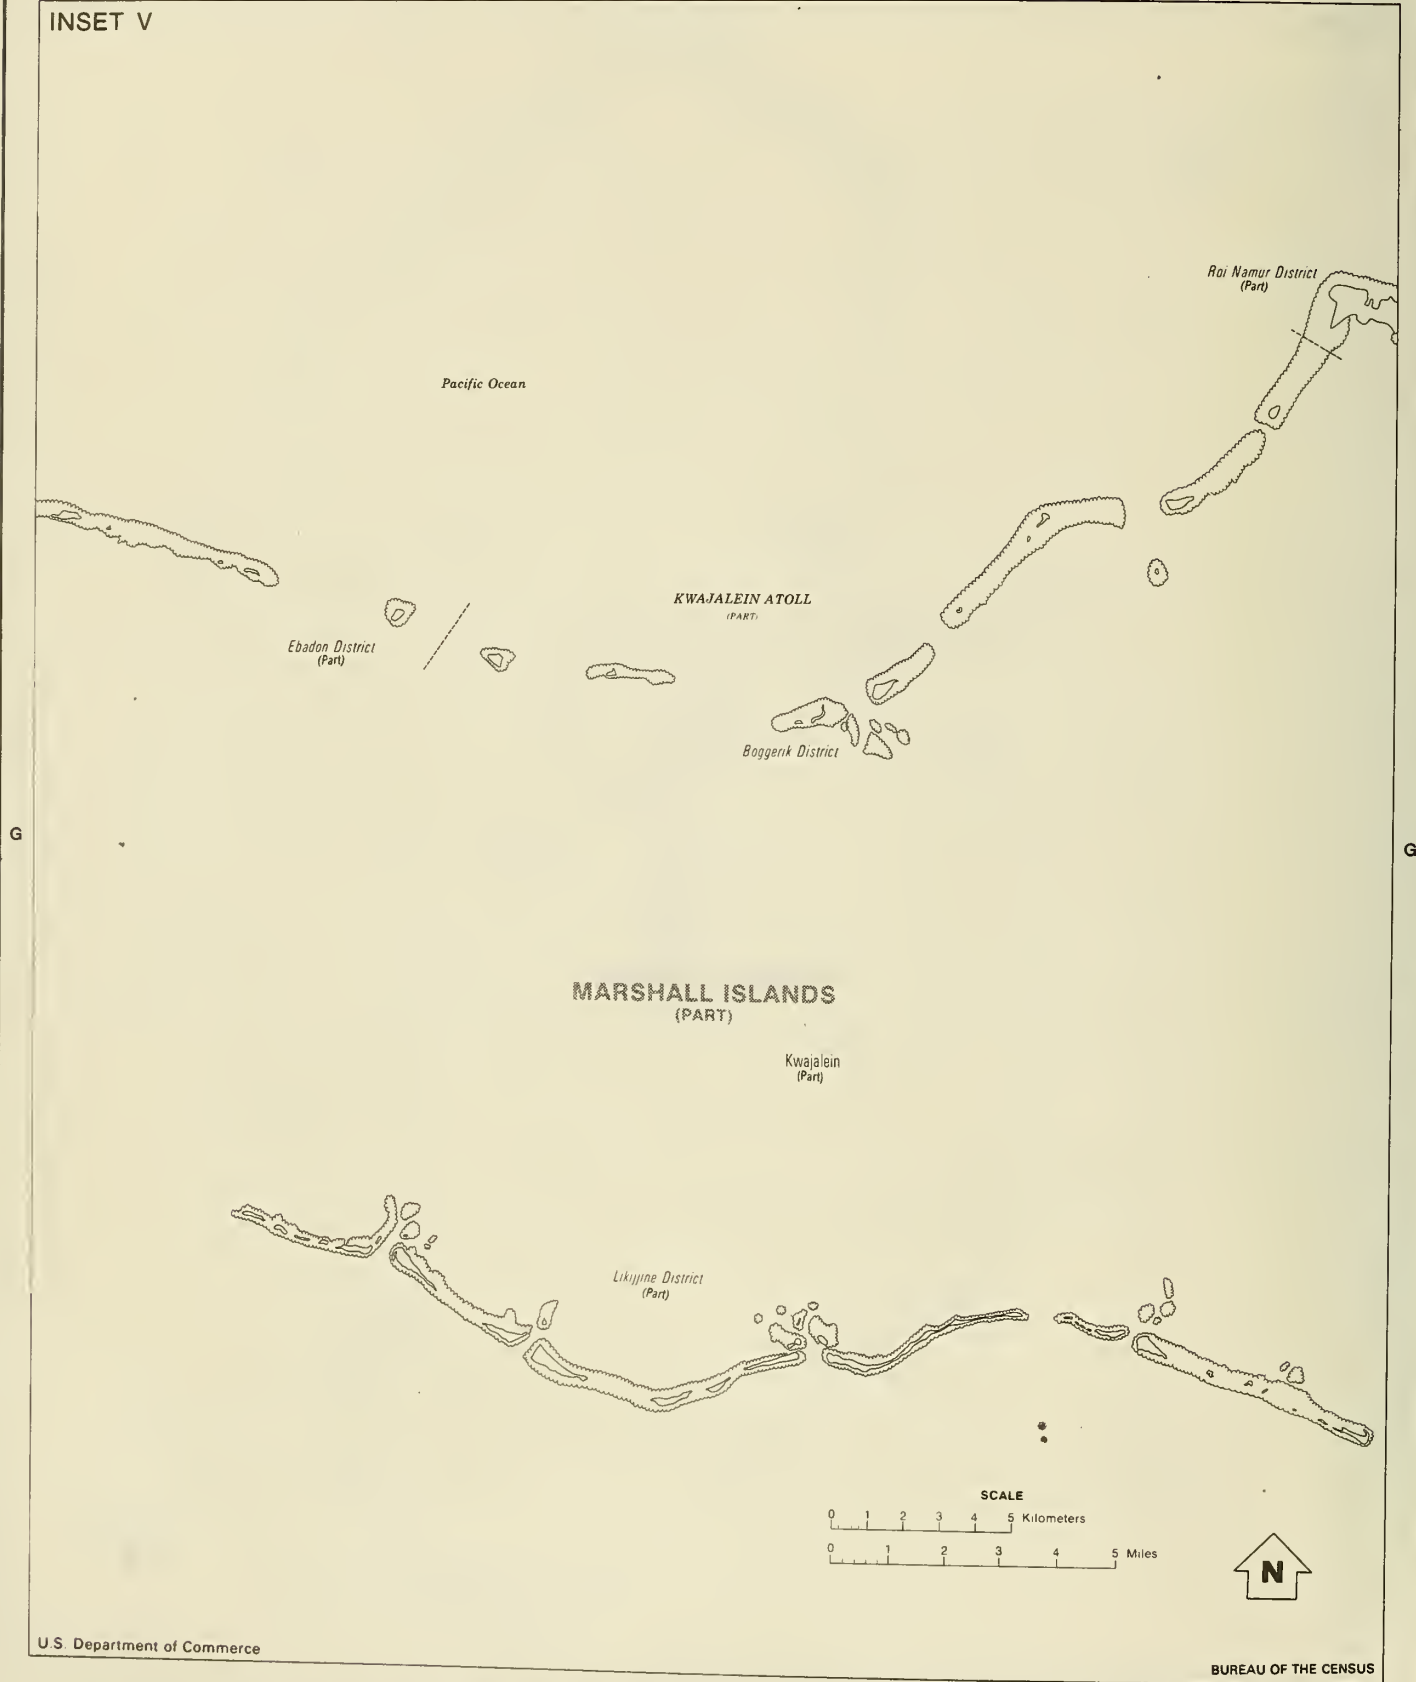 INSET V
Roi Namur District
(Part)
Pacific Ocean
KWAJALEIN ATOLL
(PART)
Ebadon District
(Part)
Boggerik District
G
G
MARSHALL ISLANDS
(PART)
Kwajalein
(Part)
Likijjine District
(Part)
SCALE
0 1 2 3 4 5 Kilometers
0 1 2 3 4 5 Miles
N
U.S. Department of Commerce
BUREAU OF THE CENSUS